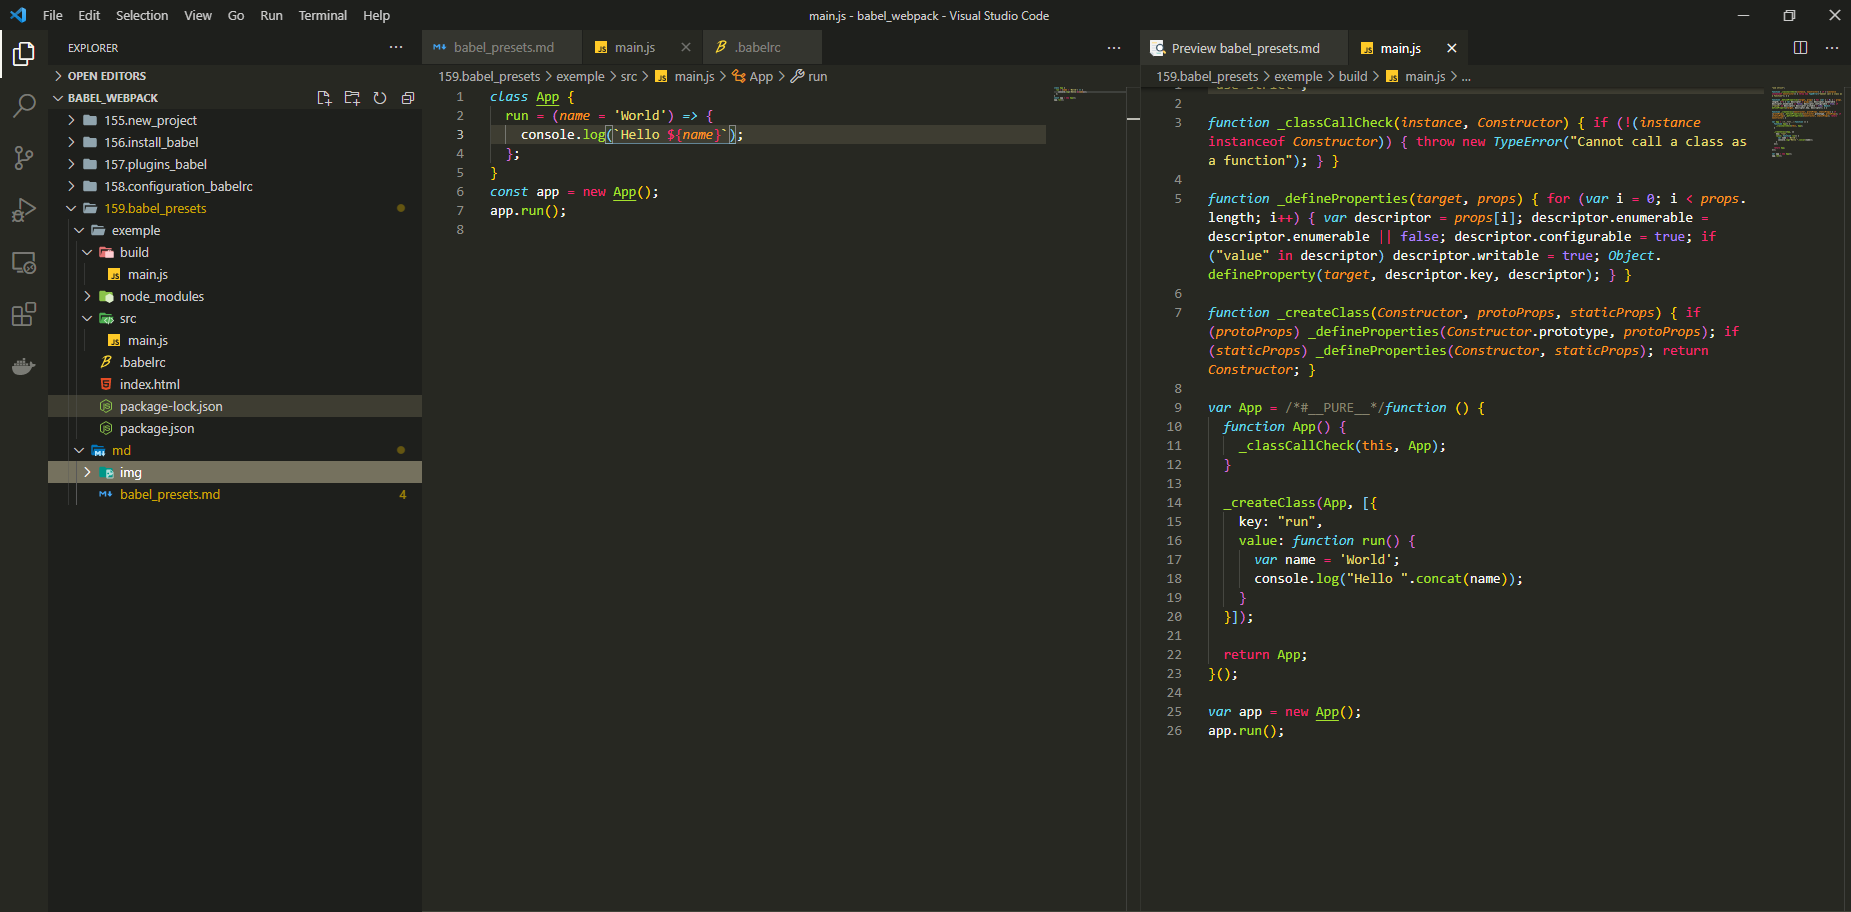 File Edit Selection View Go Run Terminal Help
main.js - babel_webpack - Visual Studio Code
EXPLORER
OPEN EDITORS
BABEL_WEBPACK
155.new_project
156.install_babel
157.plugins_babel
158.configuration_babelrc
159.babel_presets
exemple
build
main.js
node_modules
src
main.js
.babelrc
index.html
package-lock.json
package.json
md
img
babel_presets.md 4
babel_presets.md main.js .babelrc
159.babel_presets > exemple > src > JS main.js > App > run
1 class App {
2 run = (name = 'World') => {
3 console.log(`Hello ${name}`);
4 };
5 }
6 const app = new App();
7 app.run();
8
Preview babel_presets.md main.js
159.babel_presets > exemple > build > JS main.js > ...
1 'use strict';
2
3 function _classCallCheck(instance, Constructor) { if (!(instance
instanceof Constructor)) { throw new TypeError("Cannot call a class as
a function"); } }
4
5 function _defineProperties(target, props) { for (var i = 0; i < props.
length; i++) { var descriptor = props[i]; descriptor.enumerable =
descriptor.enumerable || false; descriptor.configurable = true; if
("value" in descriptor) descriptor.writable = true; Object.
defineProperty(target, descriptor.key, descriptor); } }
6
7 function _createClass(Constructor, protoProps, staticProps) { if
(protoProps) _defineProperties(Constructor.prototype, protoProps); if
(staticProps) _defineProperties(Constructor, staticProps); return
Constructor; }
8
9 var App = /*#__PURE__*/function () {
10 function App() {
11 _classCallCheck(this, App);
12 }
13
14 _createClass(App, [{
15 key: "run",
16 value: function run() {
17 var name = 'World';
18 console.log("Hello ".concat(name));
19 }
20 }]);
21
22 return App;
23 }();
24
25 var app = new App();
26 app.run();